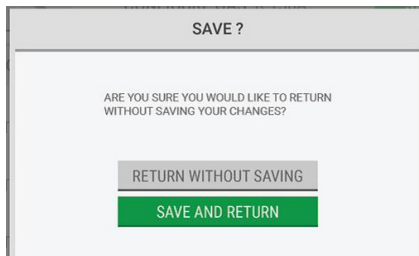 SAVE ?
ARE YOU SURE YOU WOULD LIKE TO RETURN
WITHOUT SAVING YOUR CHANGES?
RETURN WITHOUT SAVING
SAVE AND RETURN